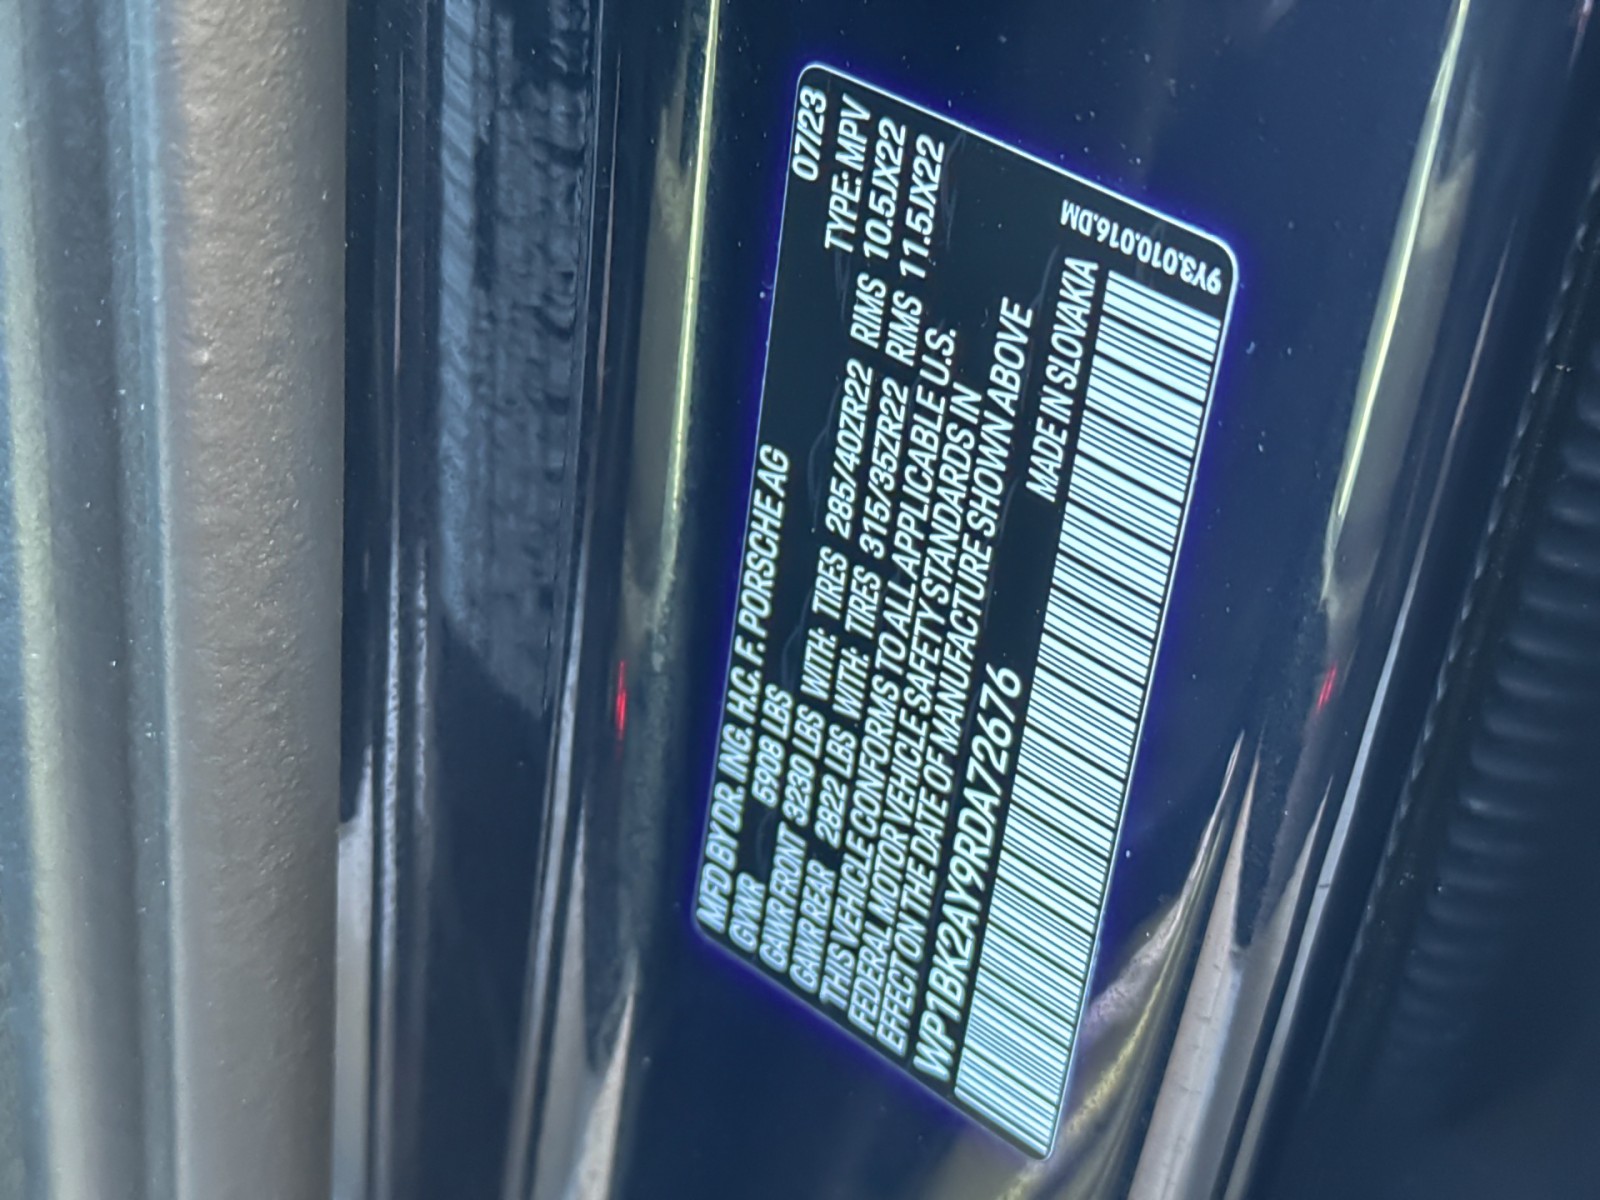 MFD BY DR. ING. H.C. F. PORSCHE AG 07/23
GVWR 5908 LBS TYPE: MPV
GAWR FRONT 3230 LBS WITH: TIRES 285/40ZR22 RIMS 10.5JX22
GAWR REAR 2822 LBS WITH: TIRES 315/35ZR22 RIMS 11.5JX22
THIS VEHICLE CONFORMS TO ALL APPLICABLE U.S.
FEDERAL MOTOR VEHICLE SAFETY STANDARDS IN
EFFECT ON THE DATE OF MANUFACTURE SHOWN ABOVE
WP1BK2AY9RDA72676 MADE IN SLOVAKIA
9Y3.010.016.DM